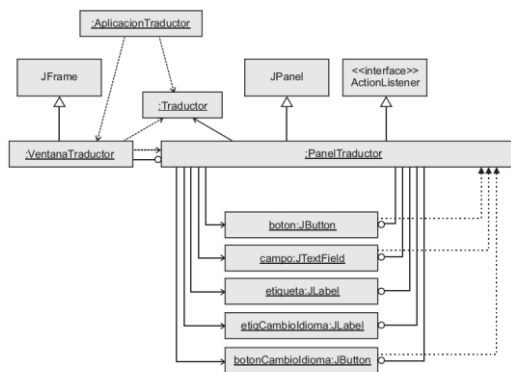 :AplicacionTraductor
JFrame
JPanel
<<interface>>
ActionListener
:Traductor
:VentanaTraductor
:PanelTraductor
boton:JButton
campo:JTextField
etiqueta:JLabel
etiqCambioIdioma:JLabel
botonCambioIdioma:JButton